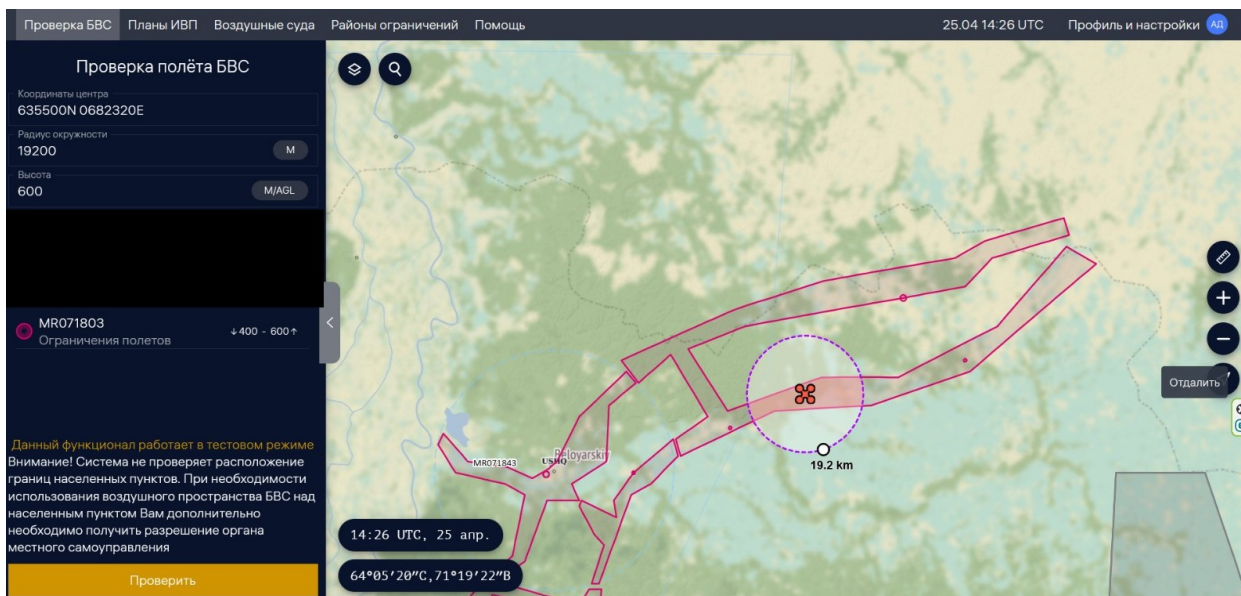 Проверка БВС Планы ИВП Воздушные суда Районы ограничений Помощь 25.04 14:26 UTC Профиль и настройки АД
Проверка полёта БВС
Координаты центра
635500N 0682320E
Радиус окружности
19200 М
Высота
600 M/AGL
MR071803 ↓400 - 600↑
Ограничения полетов
Данный функционал работает в тестовом режиме
Внимание! Система не проверяет расположение
границ населенных пунктов. При необходимости
использования воздушного пространства БВС над
населенным пунктом Вам дополнительно
необходимо получить разрешение органа
местного самоуправления
Проверить
Отдалить
19.2 km
Beloyarskiy
MR071843
USHQ
14:26 UTC, 25 апр.
64°05′20″С,71°19′22″В